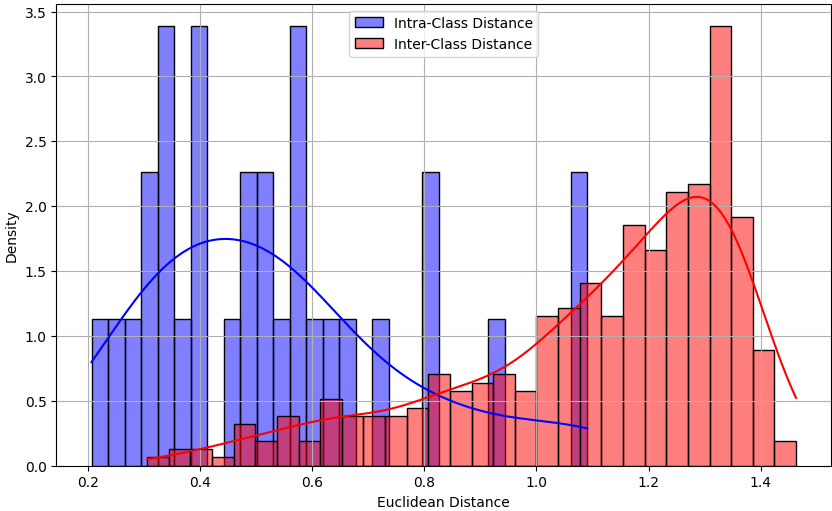 Intra-Class Distance
Inter-Class Distance
3.5
3.0
2.5
2.0
1.5
1.0
0.5
0.0
Density
0.2 0.4 0.6 0.8 1.0 1.2 1.4
Euclidean Distance